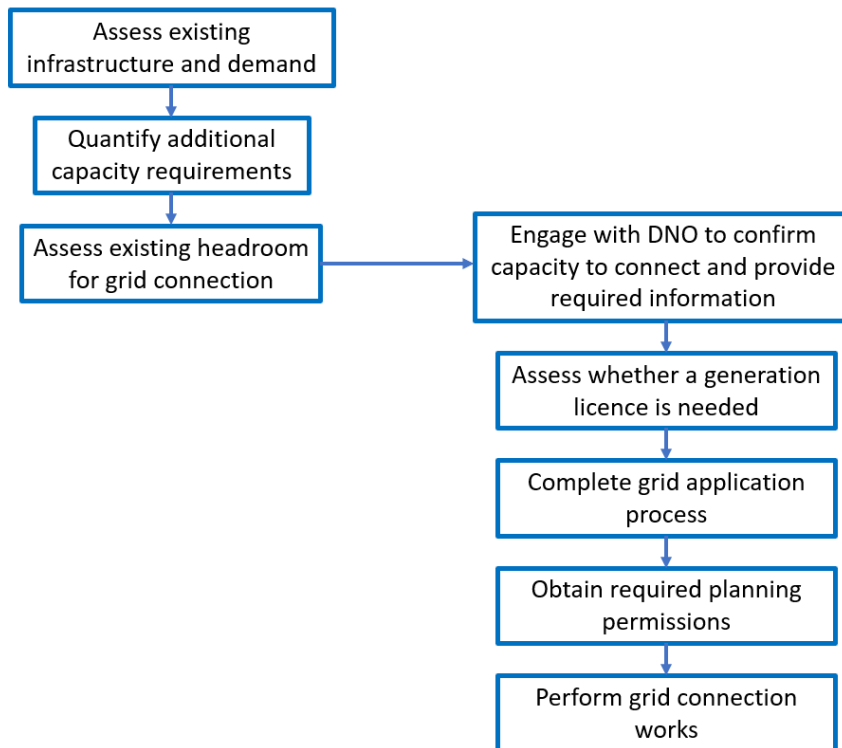 Assess existing
infrastructure and demand
Quantify additional
capacity requirements
Assess existing headroom
for grid connection
Engage with DNO to confirm
capacity to connect and provide
required information
Assess whether a generation
licence is needed
Complete grid application
process
Obtain required planning
permissions
Perform grid connection
works